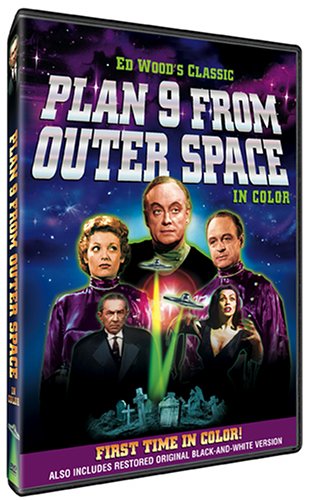 ED WOOD'S CLASSIC
PLAN 9 FROM
OUTER SPACE
IN COLOR
FIRST TIME IN COLOR!
ALSO INCLUDES RESTORED ORIGINAL BLACK-AND-WHITE VERSION
PLAN 9 FROM OUTER SPACE
IN
COLOR